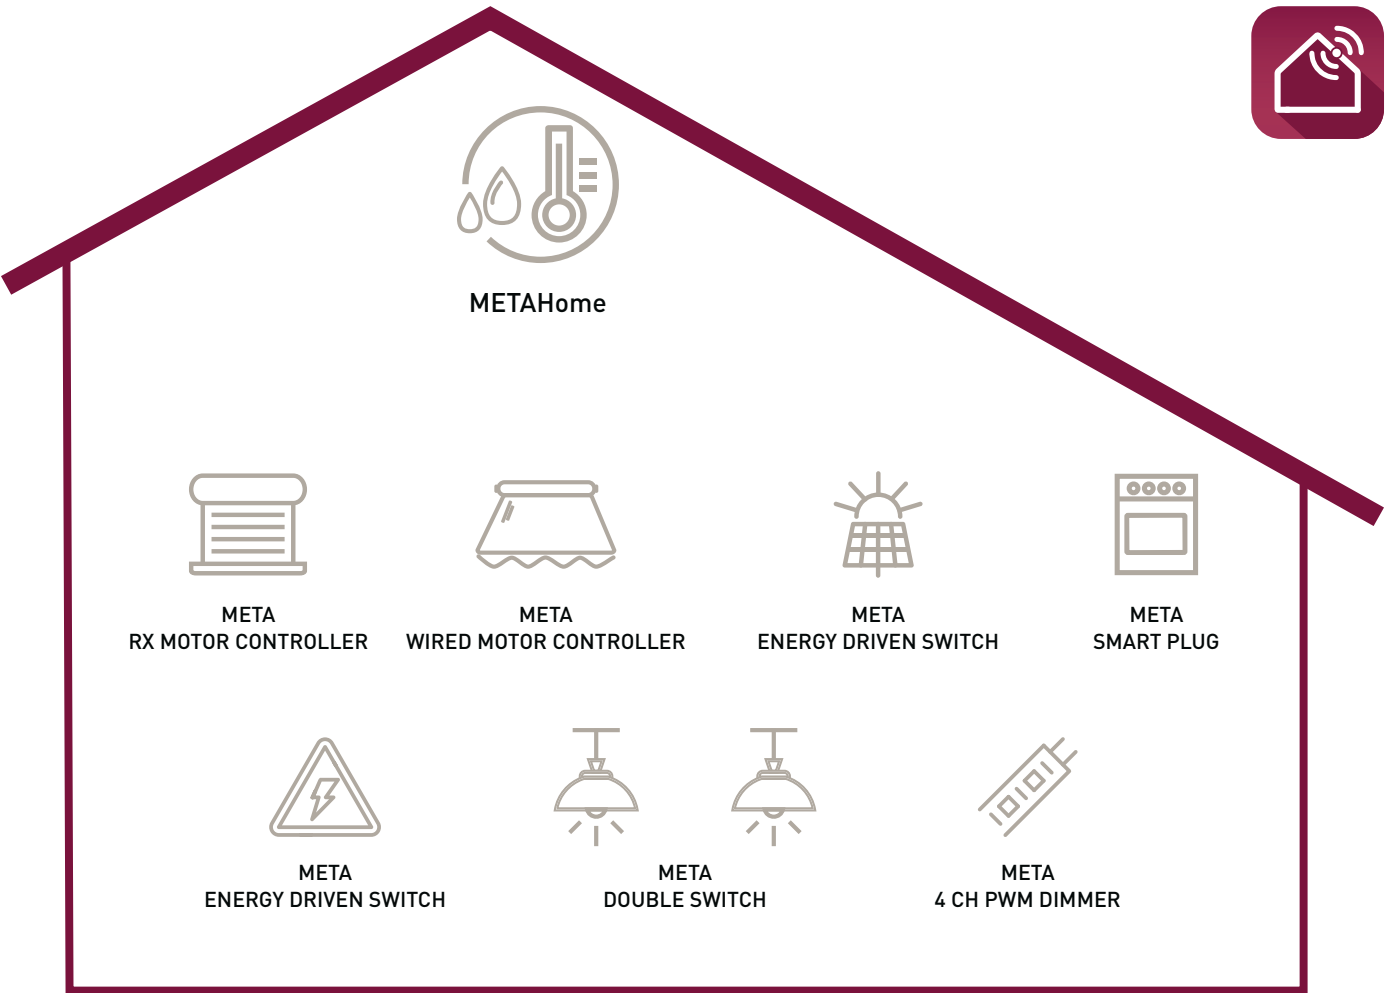 METAHome
META
RX MOTOR CONTROLLER
META
WIRED MOTOR CONTROLLER
META
ENERGY DRIVEN SWITCH
META
SMART PLUG
META
ENERGY DRIVEN SWITCH
META
DOUBLE SWITCH
META
4 CH PWM DIMMER